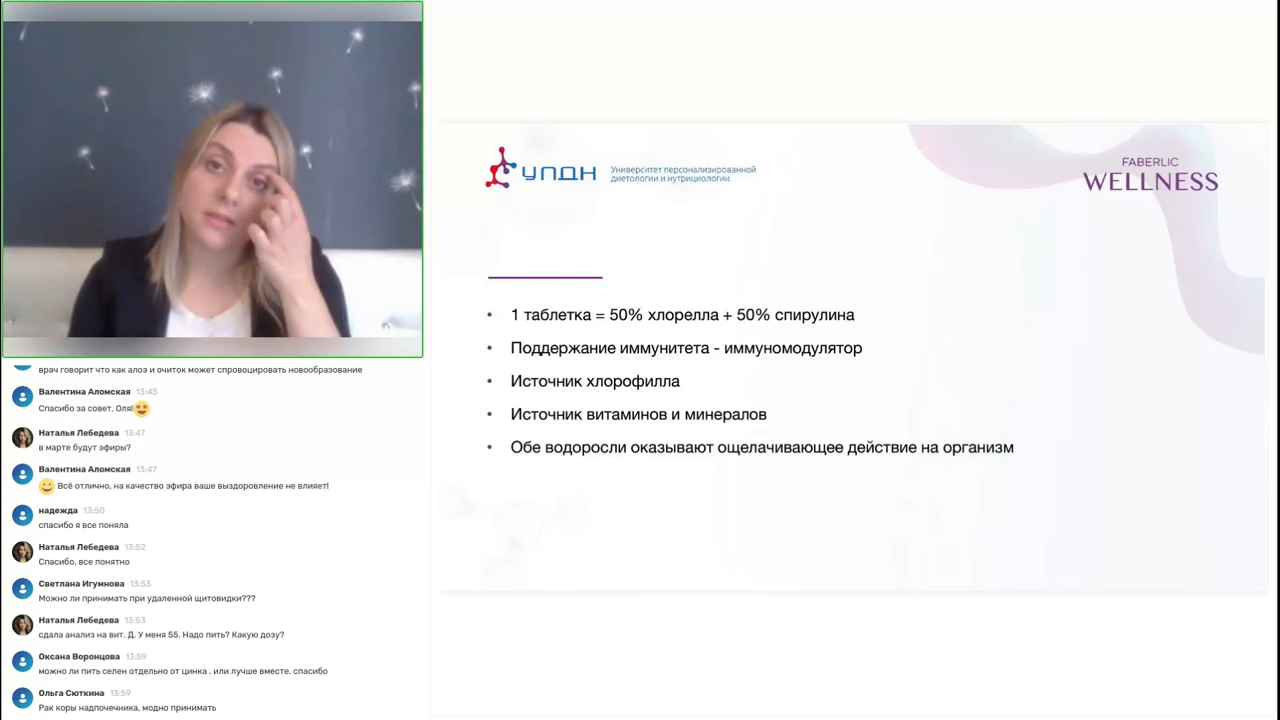 УПДН
Университет персонализированной
диетологии и нутрициологии
FABERLIC
WELLNESS
• 1 таблетка = 50% хлорелла + 50% спирулина
• Поддержание иммунитета - иммуномодулятор
• Источник хлорофилла
• Источник витаминов и минералов
• Обе водоросли оказывают ощелачивающее действие на организм
врач говорит что как алоэ и очиток может спровоцировать новообразование
Валентина Аломская 13:45
Спасибо за совет, Оля!😍
Наталья Лебедева 13:47
в марте будут эфиры?
Валентина Аломская 13:47
😀 Всё отлично, на качество эфира ваше выздоровление не влияет!
надежда 13:50
спасибо я все поняла
Наталья Лебедева 13:52
Спасибо, все понятно
Светлана Игумнова 13:53
Можно ли принимать при удаленной щитовидки???
Наталья Лебедева 13:53
сдала анализ на вит. Д. У меня 55. Надо пить? Какую дозу?
Оксана Воронцова 13:59
можно ли пить селен отдельно от цинка . или лучше вместе. спасибо
Ольга Сюткина 13:59
Рак коры надпочечника, модно принимать